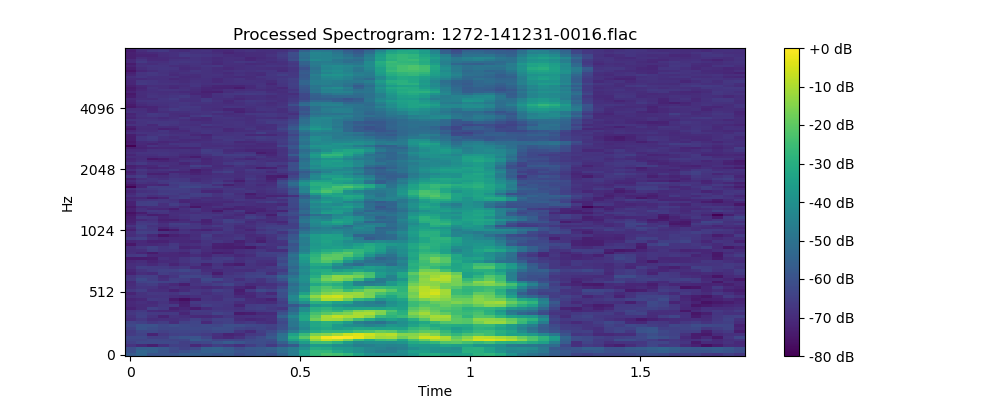 Processed Spectrogram: 1272-141231-0016.flac
Hz
4096
2048
1024
512
0
0
0.5
1
1.5
Time
+0 dB
-10 dB
-20 dB
-30 dB
-40 dB
-50 dB
-60 dB
-70 dB
-80 dB